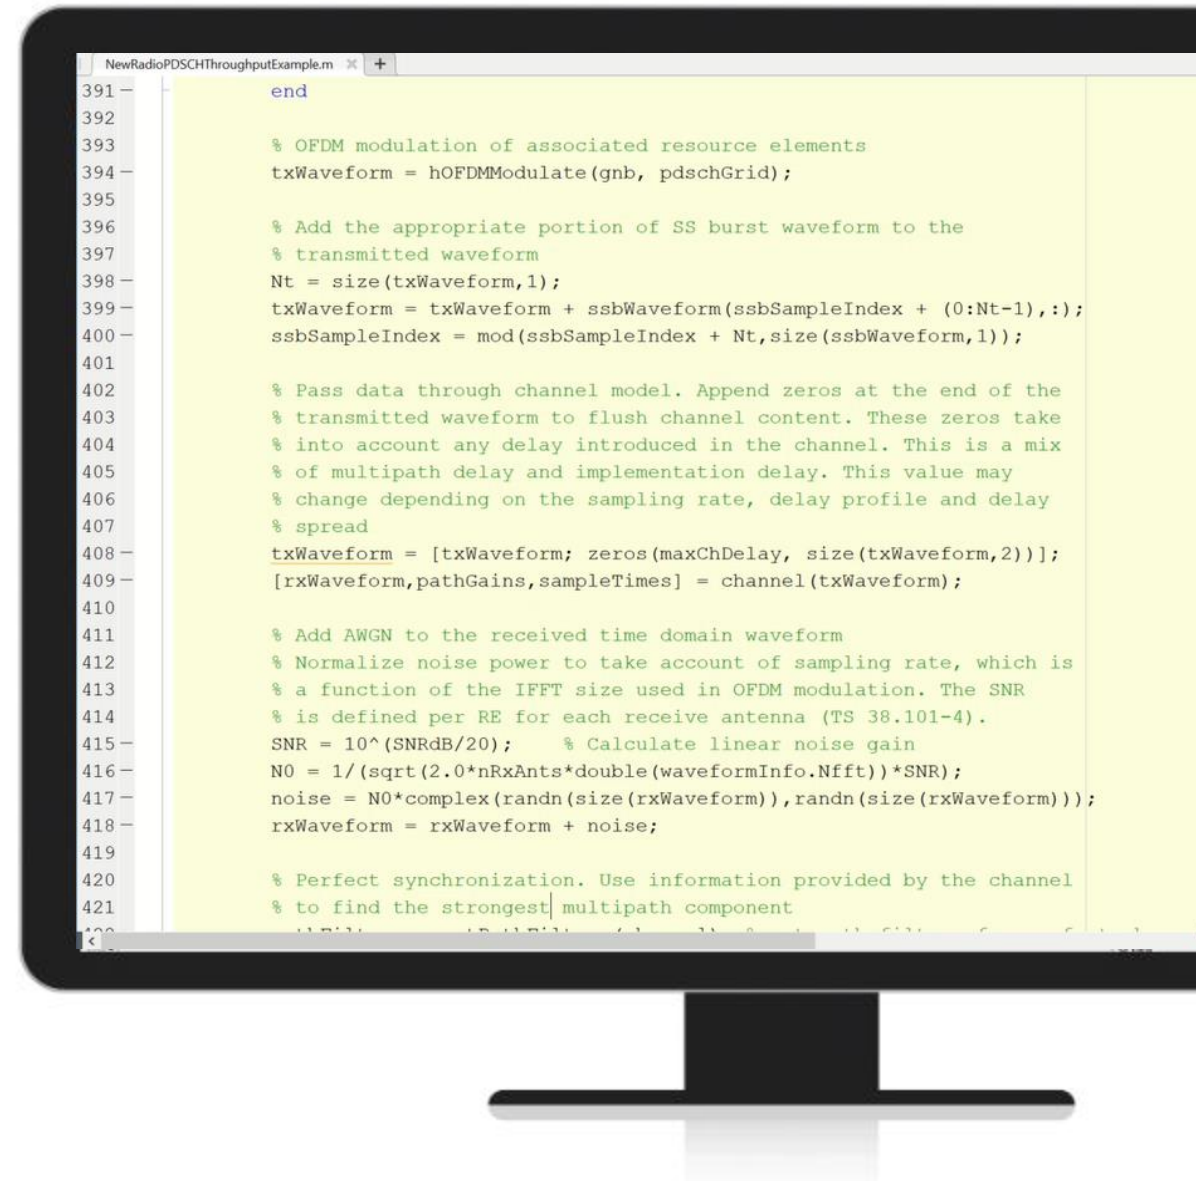 NewRadioPDSCHThroughputExample.m
391 — end
392
393 % OFDM modulation of associated resource elements
394 — txWaveform = hOFDMModulate(gnb, pdschGrid);
395
396 % Add the appropriate portion of SS burst waveform to the
397 % transmitted waveform
398 — Nt = size(txWaveform,1);
399 — txWaveform = txWaveform + ssbWaveform(ssbSampleIndex + (0:Nt-1),:);
400 — ssbSampleIndex = mod(ssbSampleIndex + Nt,size(ssbWaveform,1));
401
402 % Pass data through channel model. Append zeros at the end of the
403 % transmitted waveform to flush channel content. These zeros take
404 % into account any delay introduced in the channel. This is a mix
405 % of multipath delay and implementation delay. This value may
406 % change depending on the sampling rate, delay profile and delay
407 % spread
408 — txWaveform = [txWaveform; zeros(maxChDelay, size(txWaveform,2))];
409 — [rxWaveform,pathGains,sampleTimes] = channel(txWaveform);
410
411 % Add AWGN to the received time domain waveform
412 % Normalize noise power to take account of sampling rate, which is
413 % a function of the IFFT size used in OFDM modulation. The SNR
414 % is defined per RE for each receive antenna (TS 38.101-4).
415 — SNR = 10^(SNRdB/20); % Calculate linear noise gain
416 — N0 = 1/(sqrt(2.0*nRxAnts*double(waveformInfo.Nfft))*SNR);
417 — noise = N0*complex(randn(size(rxWaveform)),randn(size(rxWaveform)));
418 — rxWaveform = rxWaveform + noise;
419
420 % Perfect synchronization. Use information provided by the channel
421 % to find the strongest multipath component